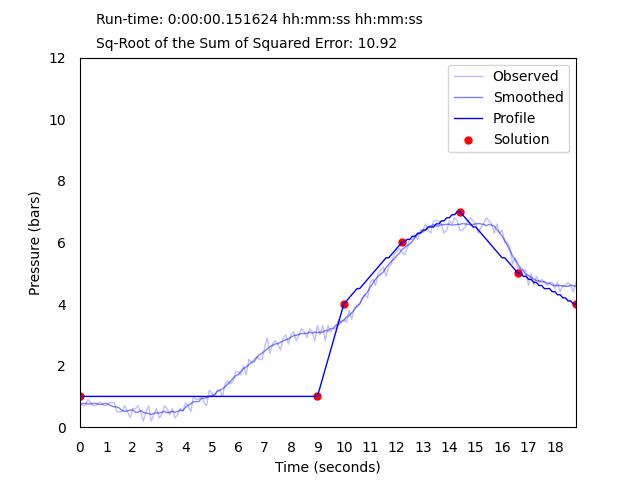 Run-time: 0:00:00.151624 hh:mm:ss hh:mm:ss
Sq-Root of the Sum of Squared Error: 10.92
12
10
8
6
4
2
0
Pressure (bars)
Observed
Smoothed
Profile
Solution
0 1 2 3 4 5 6 7 8 9 10 11 12 13 14 15 16 17 18
Time (seconds)